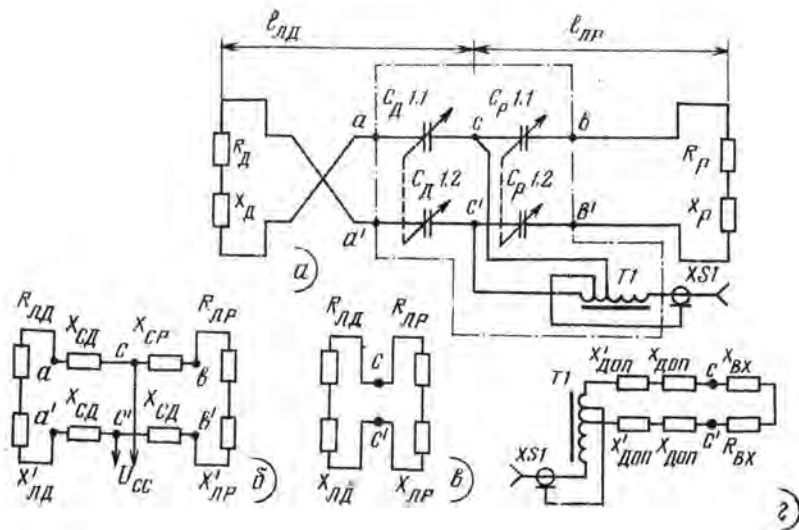 ℓЛД
ℓЛР
CД 1.1
CР 1.1
a
c
в
RД
XД
RР
XР
CД 1.2
CР 1.2
a'
c'
в'
а)
T1
XS1
RЛД
XСД
XСР
RЛР
c
a
в
a'
XСД
c'
XСД
в'
X'ЛД
Uсс
X'ЛР
б)
RЛД
RЛР
c
c'
XЛД
XЛР
в)
T1
X'ДОП
XДОП
c
XВХ
X'ДОП
XДОП
c'
RВХ
XS1
г)